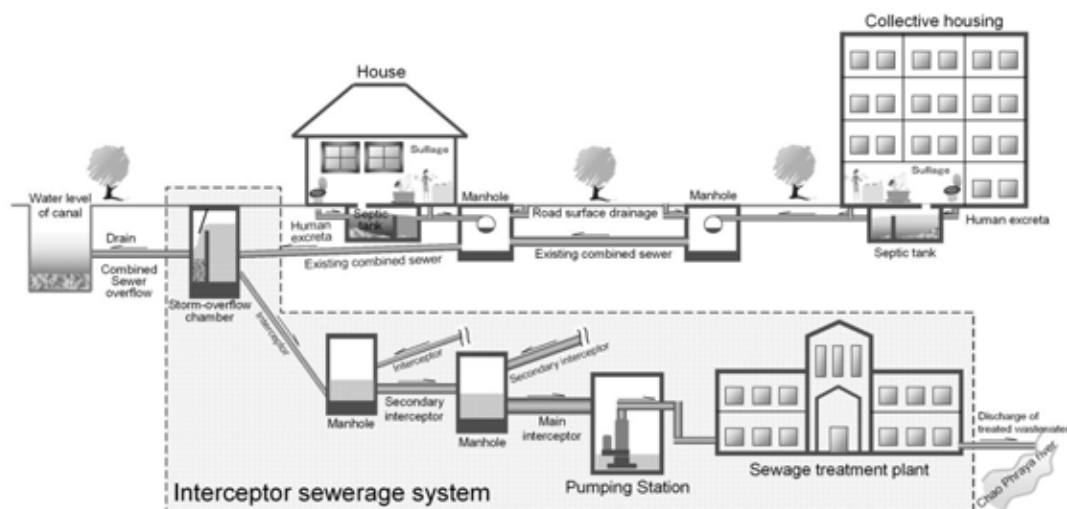 Collective housing
House
Sullage
Sullage
Manhole
Manhole
Water level
of canal
Septic
tank
Road surface drainage
Human
excreta
Human excreta
Drain
Existing combined sewer
Existing combined sewer
Septic tank
Combined
Sewer
overflow
Storm-overflow
chamber
Interceptor
Interceptor
Secondary interceptor
Secondary
interceptor
Manhole
Main
interceptor
Manhole
Discharge of
treated wastewater
Sewage treatment plant
Pumping Station
Chao Phraya river
Interceptor sewerage system